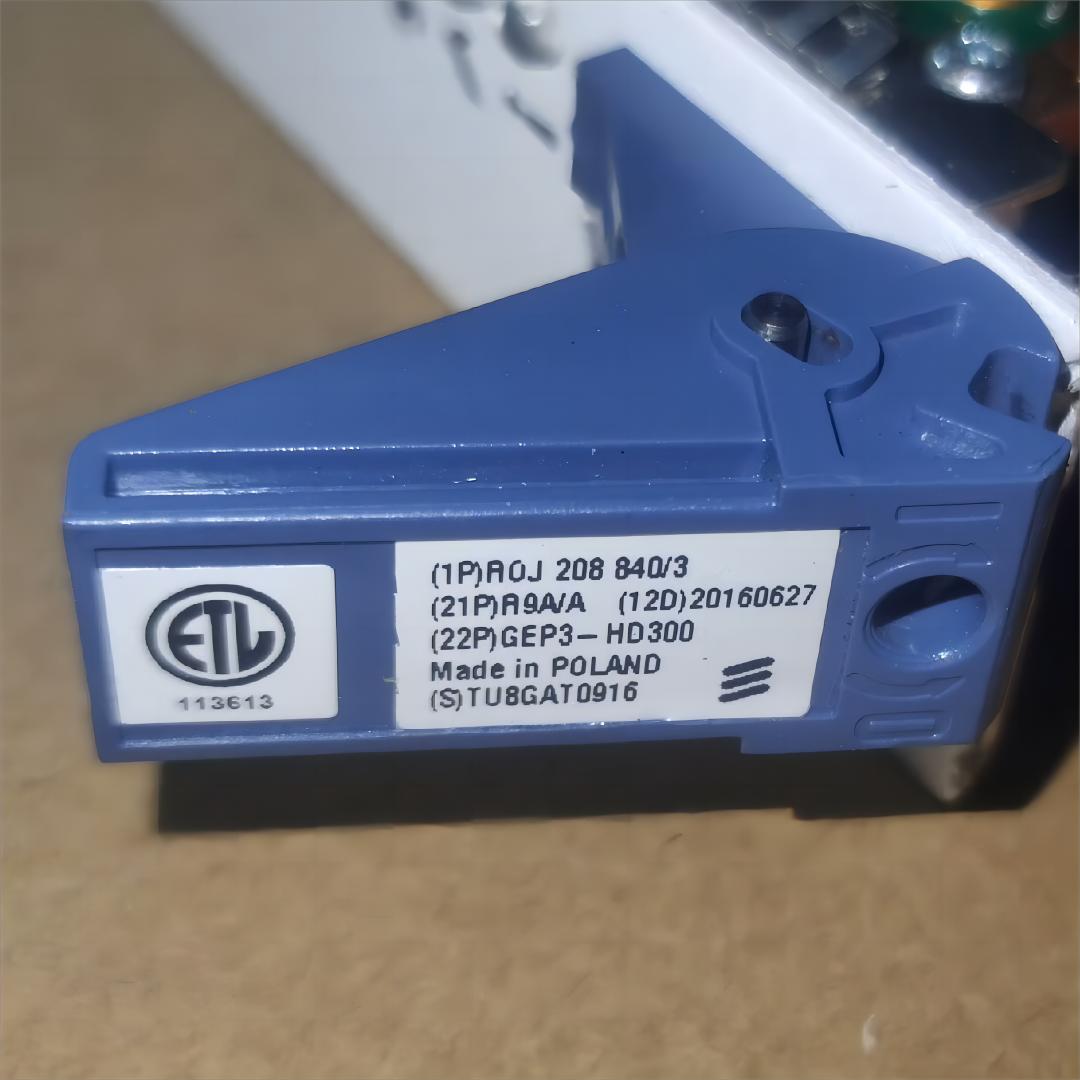 ETL
113613
(1P)ROJ 208 840/3
(21P)R9A/A (12D)20160627
(22P)GEP3-HD300
Made in POLAND
(S)TU8GAT0916